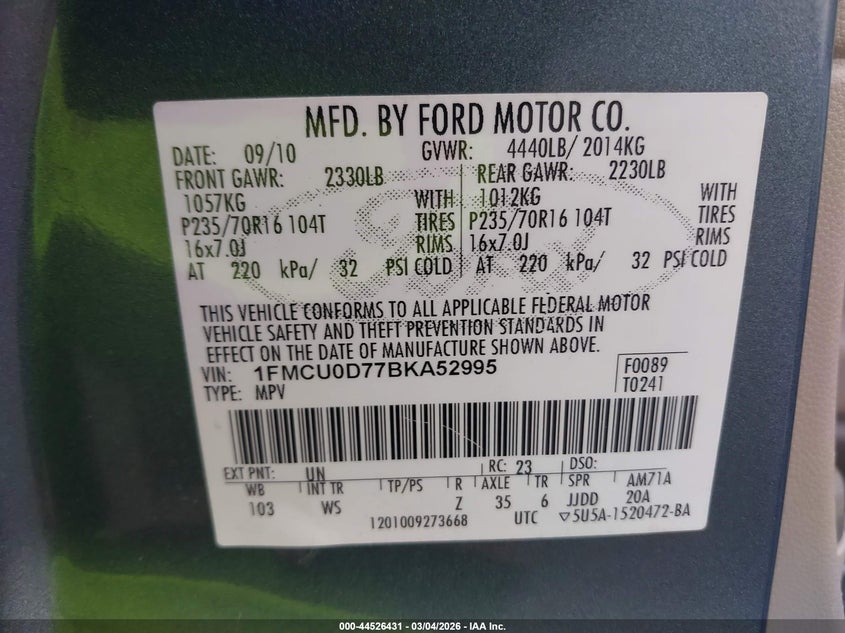 MFD. BY FORD MOTOR CO.
DATE: 09/10 GVWR: 4440LB/ 2014KG
FRONT GAWR: 2330LB REAR GAWR: 2230LB
1057KG WITH 1012KG WITH
P235/70R16 104T TIRES P235/70R16 104T TIRES
16x7.0J RIMS 16x7.0J RIMS
AT 220 kPa/ 32 PSI COLD AT 220 kPa/ 32 PSI COLD
Ford
THIS VEHICLE CONFORMS TO ALL APPLICABLE FEDERAL MOTOR
VEHICLE SAFETY AND THEFT PREVENTION STANDARDS IN
EFFECT ON THE DATE OF MANUFACTURE SHOWN ABOVE.
VIN: 1FMCU0D77BKA52995 F0089
TYPE: MPV T0241
EXT PNT: UN RC: 23 DSO:
WB INT TR TP/PS R AXLE TR SPR AM71A
103 WS Z 35 6 JJDD 20A
1201009273668 UTC ▽5U5A-1520472-BA
000-44526431 - 03/04/2026 - IAA Inc.